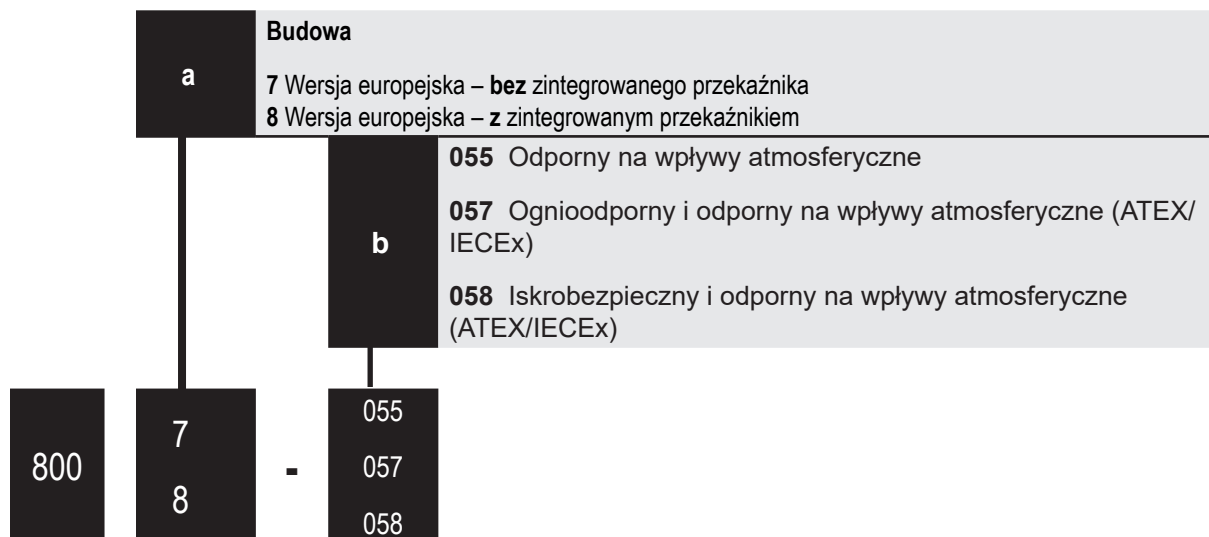 a
Budowa
7 Wersja europejska – bez zintegrowanego przekaźnika
8 Wersja europejska – z zintegrowanym przekaźnikiem
b
055 Odporny na wpływy atmosferyczne
057 Ognioodporny i odporny na wpływy atmosferyczne (ATEX/
IECEx)
058 Iskrobezpieczny i odporny na wpływy atmosferyczne
(ATEX/IECEx)
800
7
8
-
055
057
058